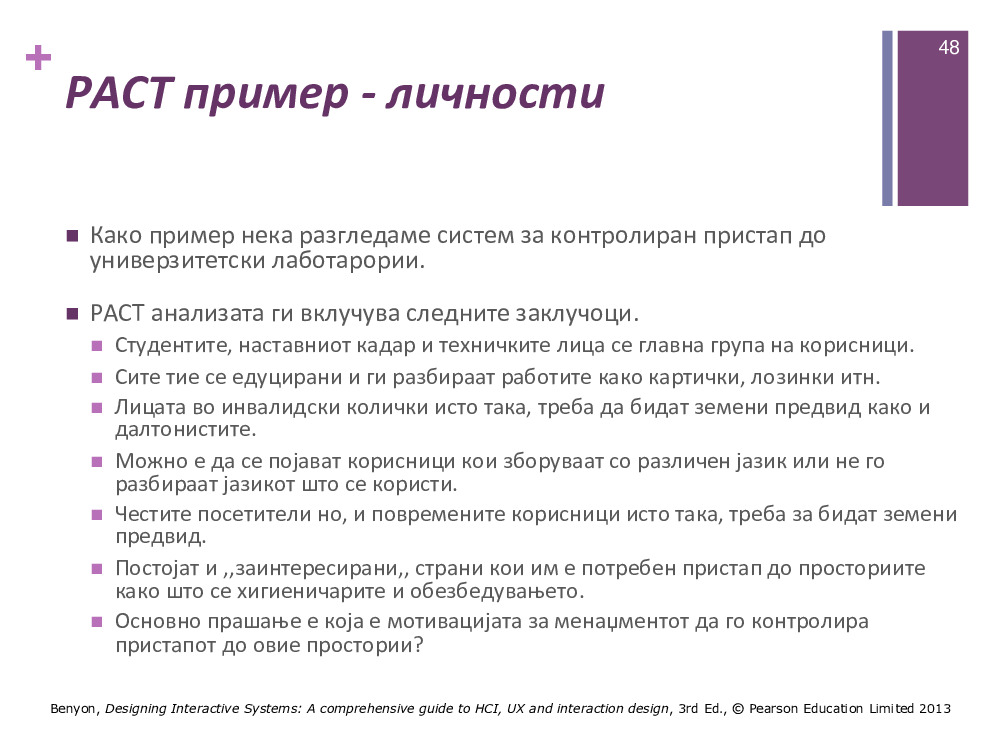 48
РАСТ пример - личности
Како пример нека разгледаме систем за контролиран пристап до
универзитетски лаботарории.
РАСТ анализата ги вклучува следните заклучоци.
Студентите, наставниот кадар и техничките лица се главна група на корисници.
Сите тие се едуцирани и ги разбираат работите како картички, лозинки итн.
Лицата во инвалидски колички исто така, треба да бидат земени предвид како и
далтонистите.
Можно е да се појават корисници кои зборуваат со различен јазик или не го
разбираат јазикот што се користи.
Честите посетители но, и повремените корисници исто така, треба за бидат земени
предвид.
Постојат и ,,заинтересирани,, страни кои им е потребен пристап до просториите
како што се хигиеничарите и обезбедувањето.
Основно прашање е која е мотивацијата за менаџментот да го контролира
пристапот до овие простории?
Benyon, Designing Interactive Systems: A comprehensive guide to HCI, UX and interaction design, 3rd Ed., © Pearson Education Limited 2013